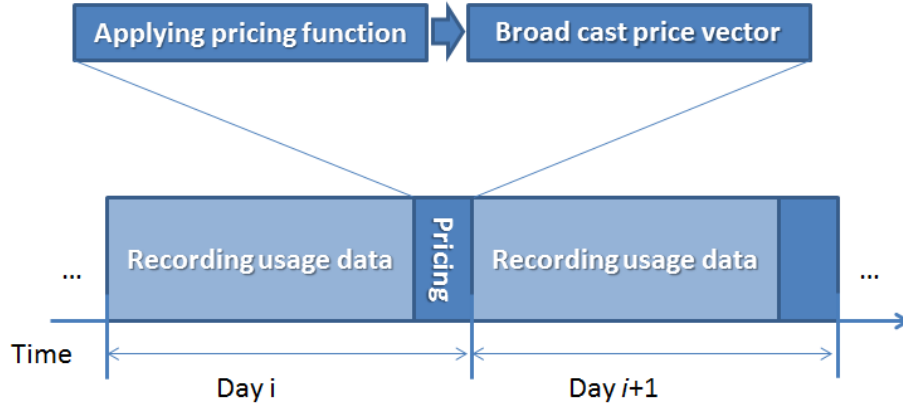 Applying pricing function
Broad cast price vector
Recording usage data
Pricing
Recording usage data
...
...
Time
Day i
Day i+1